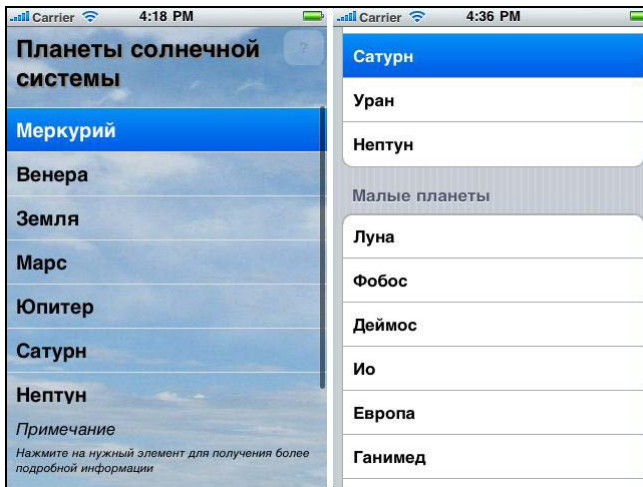 Carrier 4:18 PM
Планеты солнечной
системы
?
Меркурий
Венера
Земля
Марс
Юпитер
Сатурн
Нептун
Примечание
Нажмите на нужный элемент для получения более
подробной информации
Carrier 4:36 PM
Сатурн
Уран
Нептун
Малые планеты
Луна
Фобос
Деймос
Ио
Европа
Ганимед